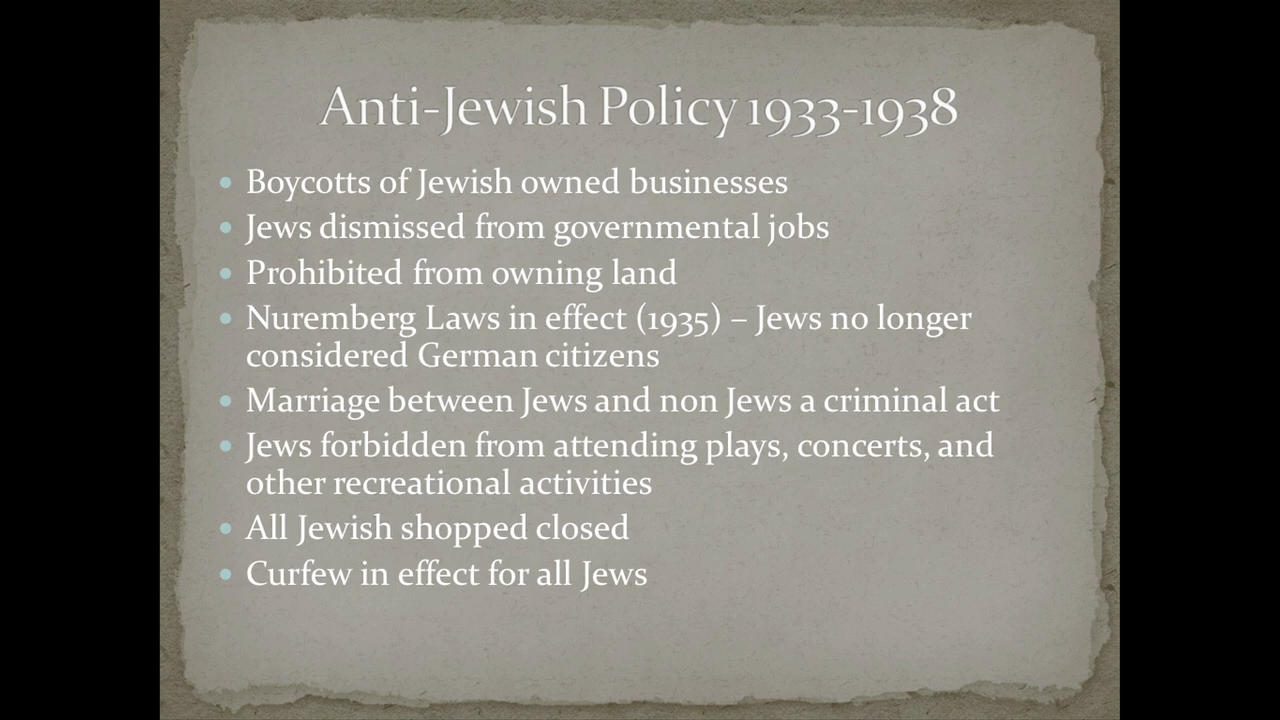 Anti-Jewish Policy 1933-1938
• Boycotts of Jewish owned businesses
• Jews dismissed from governmental jobs
• Prohibited from owning land
• Nuremberg Laws in effect (1935) – Jews no longer
considered German citizens
• Marriage between Jews and non Jews a criminal act
• Jews forbidden from attending plays, concerts, and
other recreational activities
• All Jewish shopped closed
• Curfew in effect for all Jews